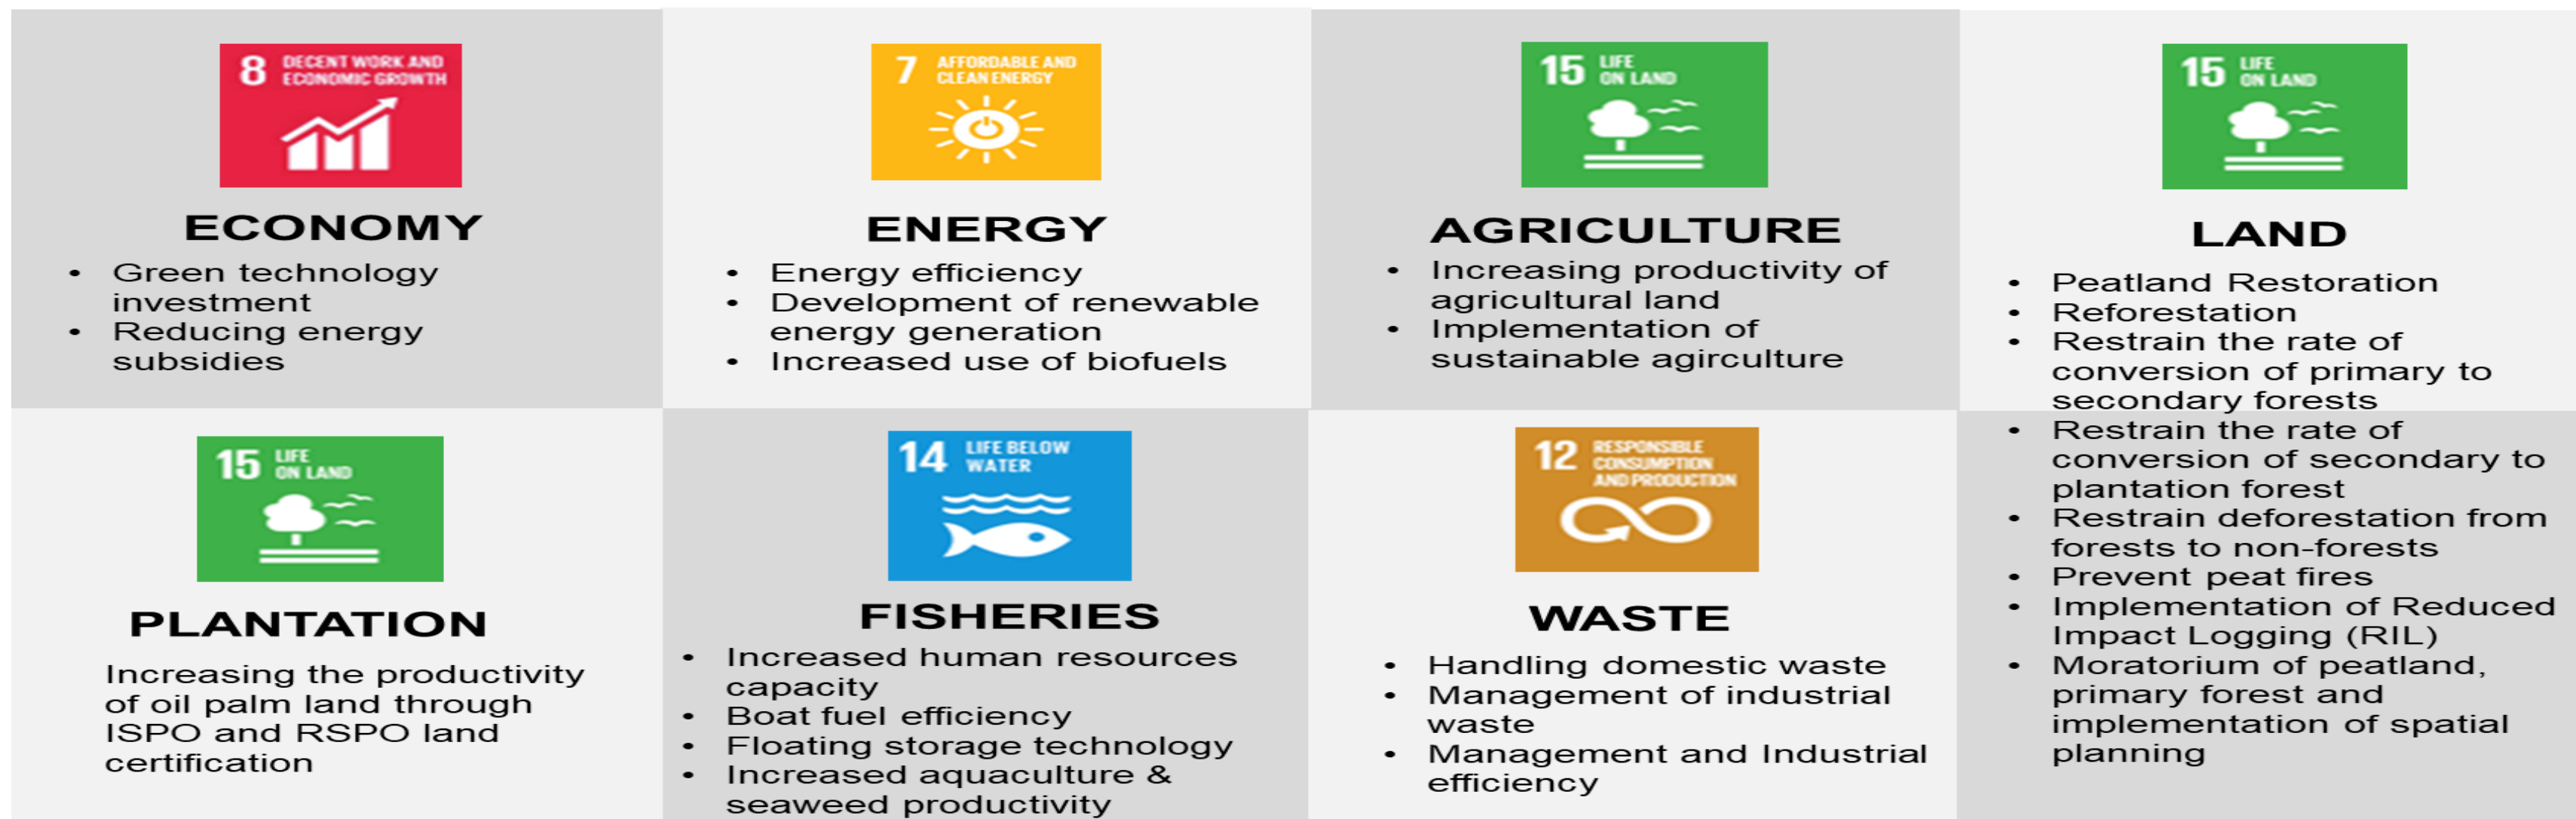 8 DECENT WORK AND
ECONOMIC GROWTH
ECONOMY
• Green technology
investment
• Reducing energy
subsidies
7 AFFORDABLE AND
CLEAN ENERGY
ENERGY
• Energy efficiency
• Development of renewable
energy generation
• Increased use of biofuels
15 LIFE
ON LAND
AGRICULTURE
• Increasing productivity of
agricultural land
• Implementation of
sustainable agirculture
15 LIFE
ON LAND
LAND
• Peatland Restoration
• Reforestation
• Restrain the rate of
conversion of primary to
secondary forests
• Restrain the rate of
conversion of secondary to
plantation forest
• Restrain deforestation from
forests to non-forests
• Prevent peat fires
• Implementation of Reduced
Impact Logging (RIL)
• Moratorium of peatland,
primary forest and
implementation of spatial
planning
15 LIFE
ON LAND
PLANTATION
Increasing the productivity
of oil palm land through
ISPO and RSPO land
certification
14 LIFE BELOW
WATER
FISHERIES
• Increased human resources
capacity
• Boat fuel efficiency
• Floating storage technology
• Increased aquaculture &
seaweed productivity
12 RESPONSIBLE
CONSUMPTION
AND PRODUCTION
WASTE
• Handling domestic waste
• Management of industrial
waste
• Management and Industrial
efficiency